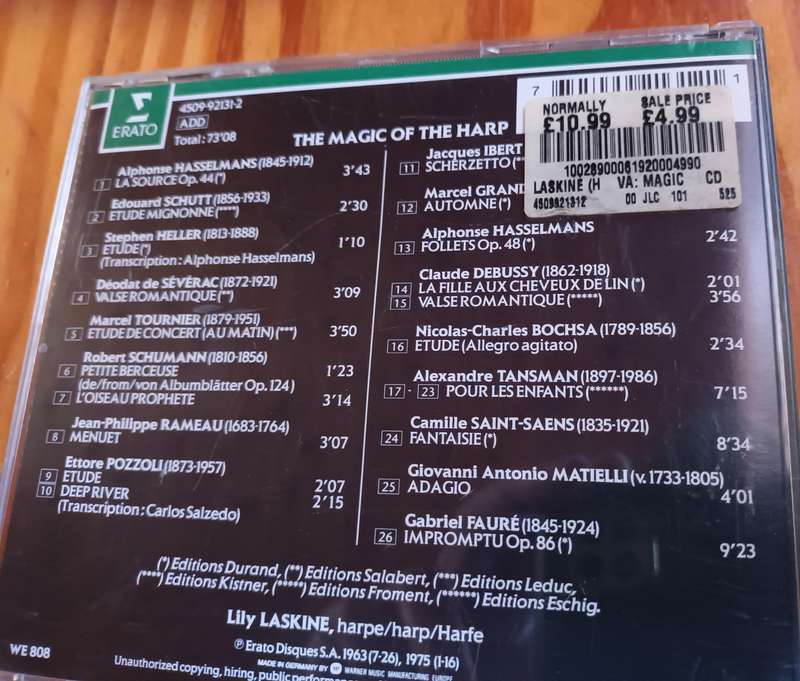 ERATO
4509-92131-2
ADD
Total : 73'08
THE MAGIC OF THE HARP
7
1
NORMALLY
SALE PRICE
£10.99
£4.99
10028900061920004990
LASKINE (H VA: MAGIC CD
4509921312 00 JLC 101 525
Alphonse HASSELMANS (1845-1912)
1 LA SOURCE Op. 44 (*) 3'43
Edouard SCHUTT (1856-1933)
2 ETUDE MIGNONNE (****) 2'30
Stephen HELLER (1813-1888)
3 ETUDE (*) 1'10
(Transcription : Alphonse Hasselmans)
Déodat de SÉVÉRAC (1872-1921)
4 VALSE ROMANTIQUE (**) 3'09
Marcel TOURNIER (1879-1951)
5 ETUDE DE CONCERT (AU MATIN) (***) 3'50
Robert SCHUMANN (1810-1856)
6 PETITE BERCEUSE 1'23
(de/from/von Albumblätter Op. 124)
7 L'OISEAU PROPHETE 3'14
Jean-Philippe RAMEAU (1683-1764)
8 MENUET 3'07
Ettore POZZOLI (1873-1957)
9 ETUDE 2'07
10 DEEP RIVER 2'15
(Transcription : Carlos Salzedo)
Jacques IBERT
11 SCHERZETTO (**
Marcel GRAND
12 AUTOMNE (*)
Alphonse HASSELMANS
13 FOLLETS Op. 48 (*) 2'42
Claude DEBUSSY (1862-1918)
14 LA FILLE AUX CHEVEUX DE LIN (*) 2'01
15 VALSE ROMANTIQUE (*****) 3'56
Nicolas-Charles BOCHSA (1789-1856)
16 ETUDE (Allegro agitato) 2'34
Alexandre TANSMAN (1897-1986)
17 - 23 POUR LES ENFANTS (******) 7'15
Camille SAINT-SAENS (1835-1921)
24 FANTAISIE (*) 8'34
Giovanni Antonio MATIELLI (v. 1733-1805)
25 ADAGIO 4'01
Gabriel FAURÉ (1845-1924)
26 IMPROMPTU Op. 86 (*) 9'23
(*) Editions Durand, (**) Editions Salabert, (***) Editions Leduc,
(****) Editions Kistner, (*****) Editions Froment, (******) Editions Eschig.
Lily LASKINE, harpe/harp/Harfe
℗ Erato Disques S.A. 1963 (7-26), 1975 (1-16)
WE 808
MADE IN GERMANY BY WARNER MUSIC MANUFACTURING EUROPE
Unauthorized copying, hiring, public performa